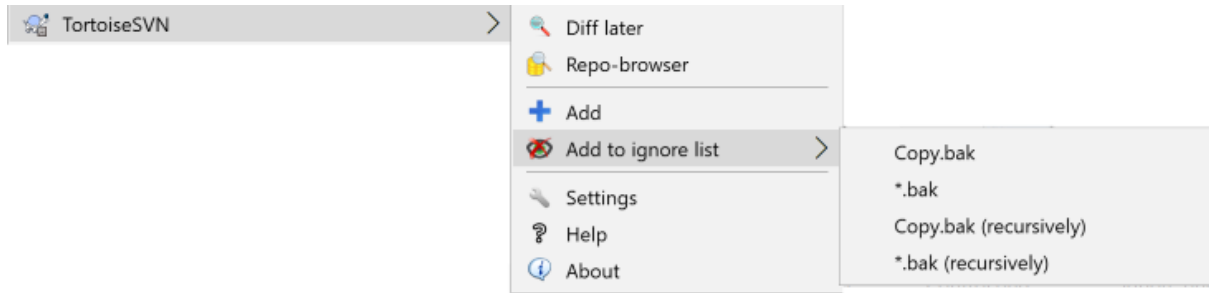 TortoiseSVN
Diff later
Repo-browser
Add
Add to ignore list
Settings
Help
About
Copy.bak
*.bak
Copy.bak (recursively)
*.bak (recursively)